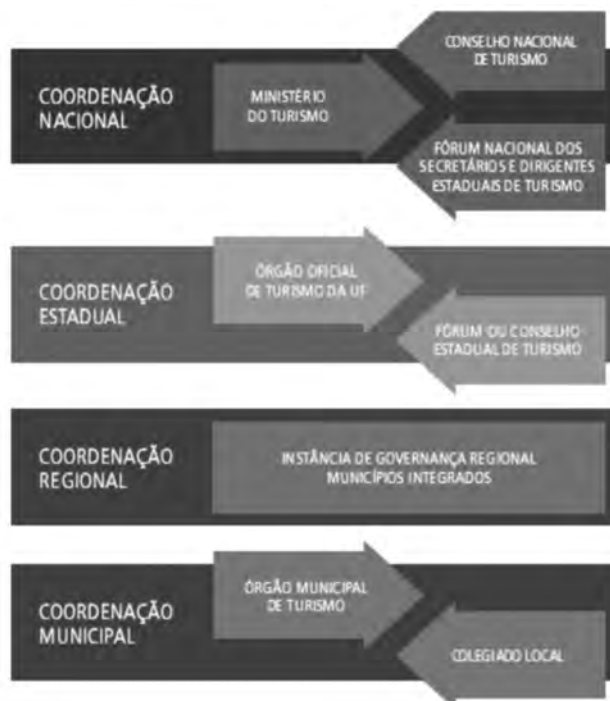 COORDENAÇÃO
NACIONAL
MINISTÉRIO
DO TURISMO
CONSELHO NACIONAL
DE TURISMO
FÓRUM NACIONAL DOS
SECRETÁRIOS E DIRIGENTES
ESTADUAIS DE TURISMO
COORDENAÇÃO
ESTADUAL
ÓRGÃO OFICIAL
DE TURISMO DA UF
FÓRUM OU CONSELHO
ESTADUAL DE TURISMO
COORDENAÇÃO
REGIONAL
INSTÂNCIA DE GOVERNANÇA REGIONAL
MUNICÍPIOS INTEGRADOS
COORDENAÇÃO
MUNICIPAL
ÓRGÃO MUNICIPAL
DE TURISMO
COLEGIADO LOCAL